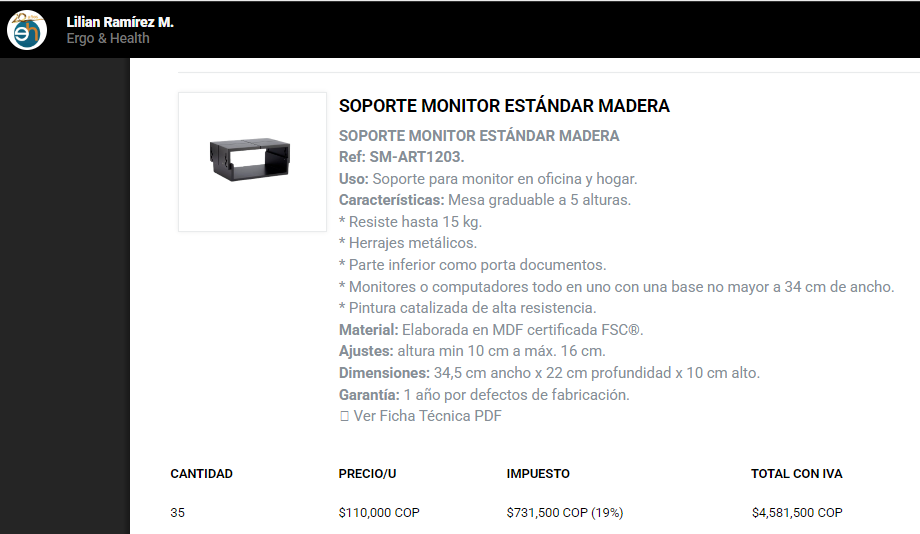 Lilian Ramírez M.
Ergo & Health
SOPORTE MONITOR ESTÁNDAR MADERA
SOPORTE MONITOR ESTÁNDAR MADERA
Ref: SM-ART1203.
Uso: Soporte para monitor en oficina y hogar.
Características: Mesa graduable a 5 alturas.
* Resiste hasta 15 kg.
* Herrajes metálicos.
* Parte inferior como porta documentos.
* Monitores o computadores todo en uno con una base no mayor a 34 cm de ancho.
* Pintura catalizada de alta resistencia.
Material: Elaborada en MDF certificada FSC®.
Ajustes: altura min 10 cm a máx. 16 cm.
Dimensiones: 34,5 cm ancho x 22 cm profundidad x 10 cm alto.
Garantía: 1 año por defectos de fabricación.
Ver Ficha Técnica PDF
CANTIDAD PRECIO/U IMPUESTO TOTAL CON IVA
35 $110,000 COP $731,500 COP (19%) $4,581,500 COP